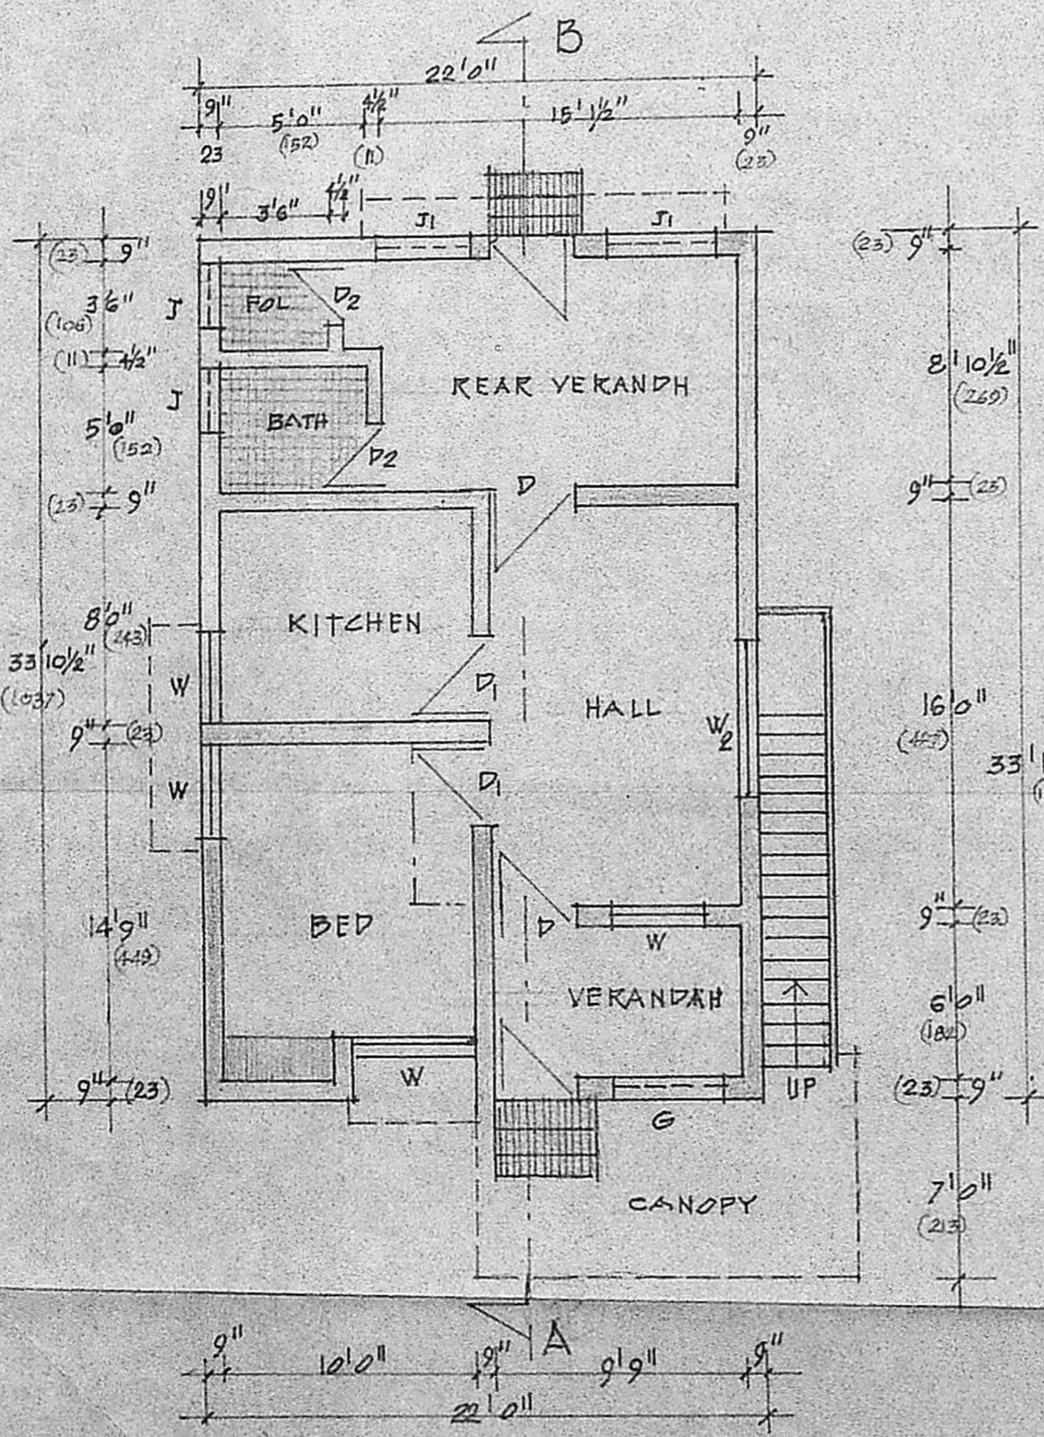 B
22'0"
9" 5'0" 4½" 15'1½" 9"
23 (152) (11) (23)
9" 3'6" 4½" J1 J1
(23) 9" (23) 9"
3'6" J FOL D2
(106)
(11) 4½" 8'10½"
REAR VERANDH (269)
J
5'0" BATH
(152) D2
(23) 9" D 9" (23)
8'0" KITCHEN
(243)
33'10½"
(1037) W D1 HALL 16'0"
9" (23) W2
W D1 33'
14'9" BED D W 9" (23)
(449)
VERANDAH 6'0"
(182)
9" (23) W UP (23) 9"
G
CANOPY 7'0"
(213)
A
9" 10'0" 9" 9'9" 9"
22'0"